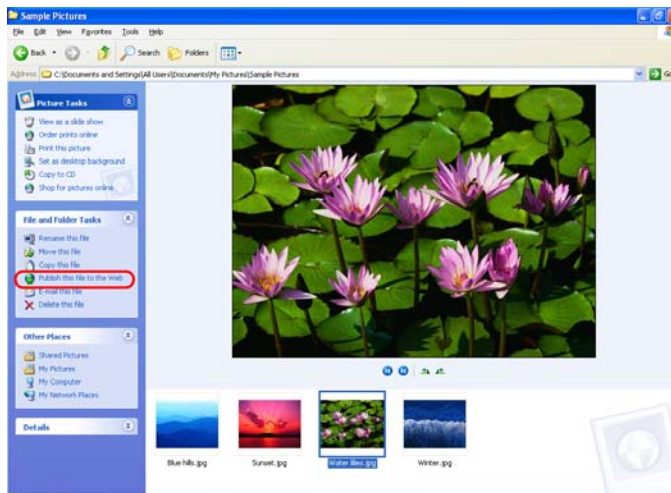 Sample Pictures
File Edit View Favorites Tools Help
Back Search Folders
Address C:\Documents and Settings\All Users\Documents\My Pictures\Sample Pictures Go
Picture Tasks
View as a slide show
Order prints online
Print this picture
Set as desktop background
Copy to CD
Shop for pictures online
File and Folder Tasks
Rename this file
Move this file
Copy this file
Publish this file to the Web
E-mail this file
Delete this file
Other Places
Shared Pictures
My Pictures
My Computer
My Network Places
Details
Blue hills.jpg Sunset.jpg Water lilies.jpg Winter.jpg